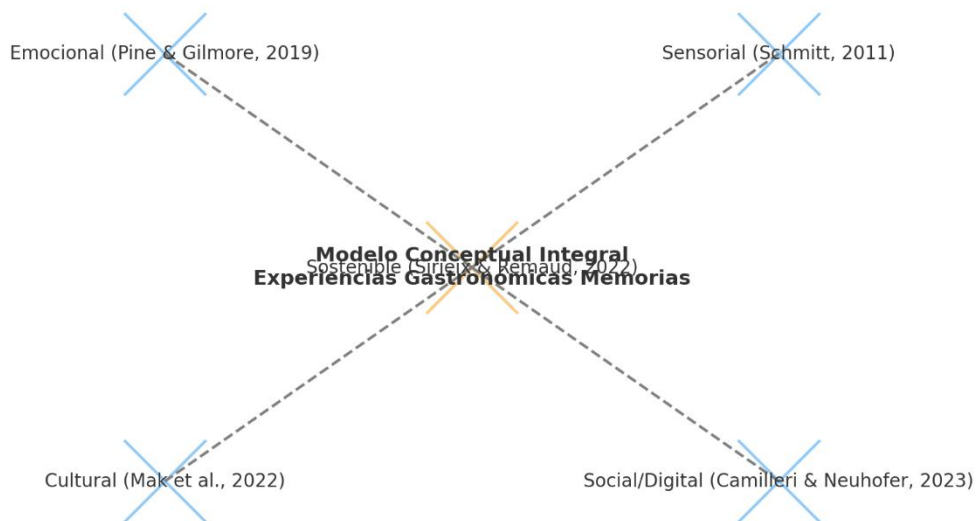 Emocional (Pine & Gilmore, 2019)
Sensorial (Schmitt, 2011)
Modelo Conceptual Integral
Sostenible (Sirieix & Remaud, 2022)
Experiencias Gastronómicas Memorias
Cultural (Mak et al., 2022)
Social/Digital (Camilleri & Neuhofer, 2023)